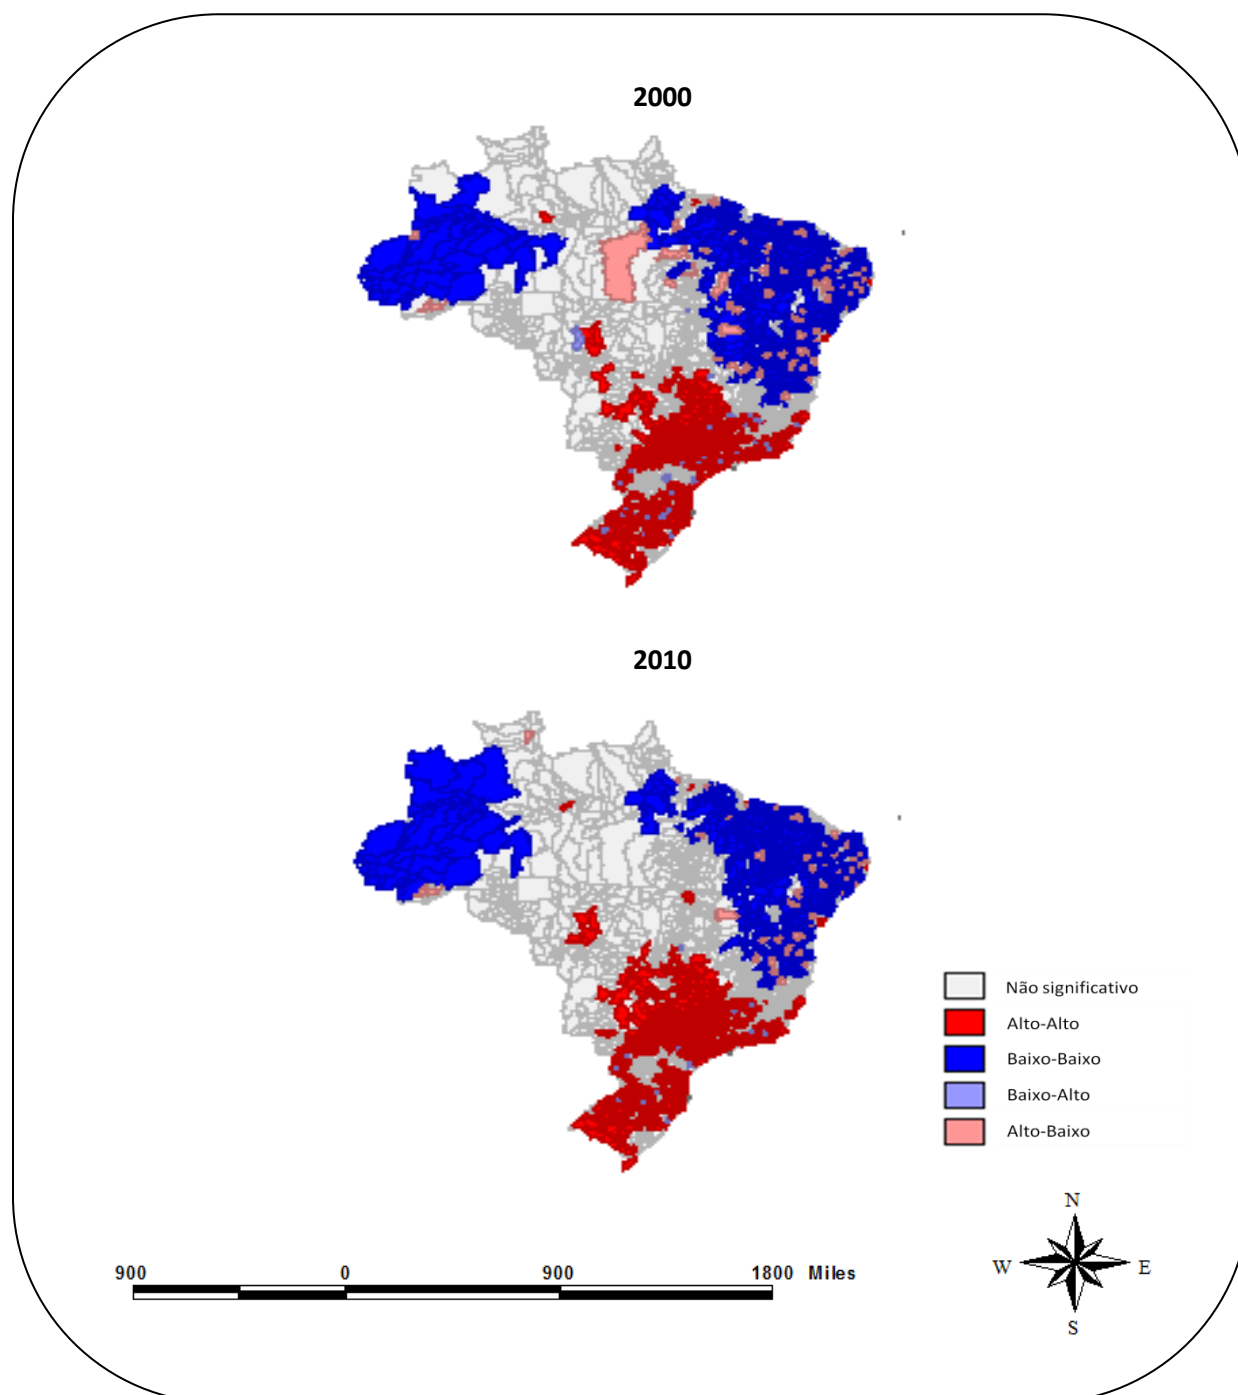 2000
2010
Não significativo
Alto-Alto
Baixo-Baixo
Baixo-Alto
Alto-Baixo
N
W E
S
900 0 900 1800 Miles